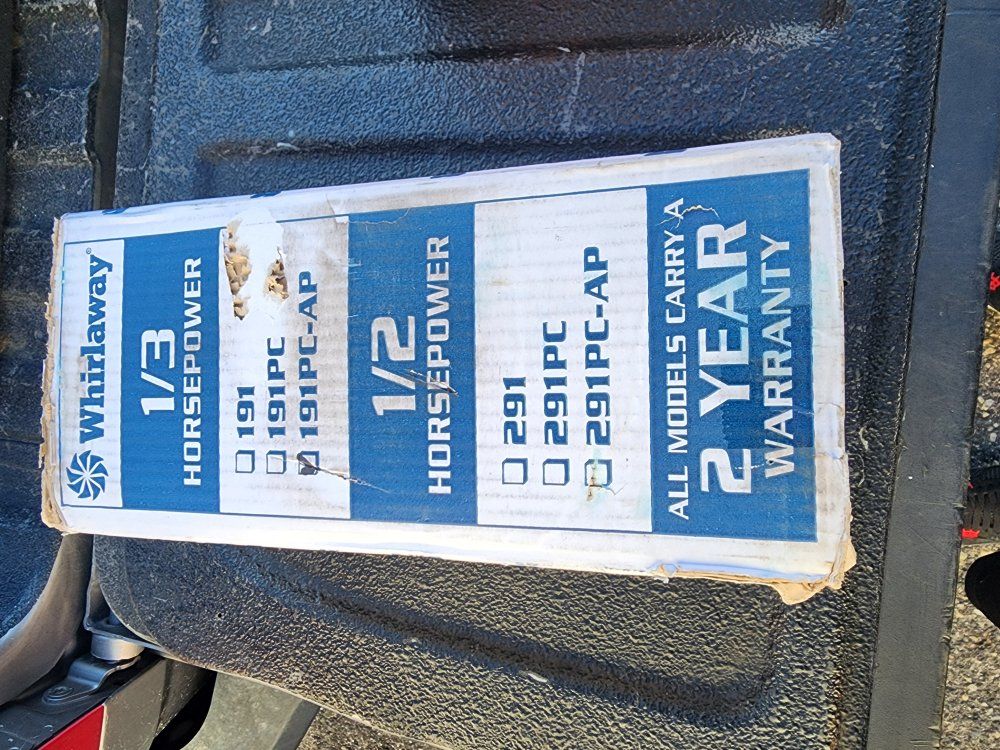 Whirlaway®
1/3
HORSEPOWER
191
191PC
191PC-AP
1/2
HORSEPOWER
291
291PC
291PC-AP
ALL MODELS CARRY A
2 YEAR
WARRANTY